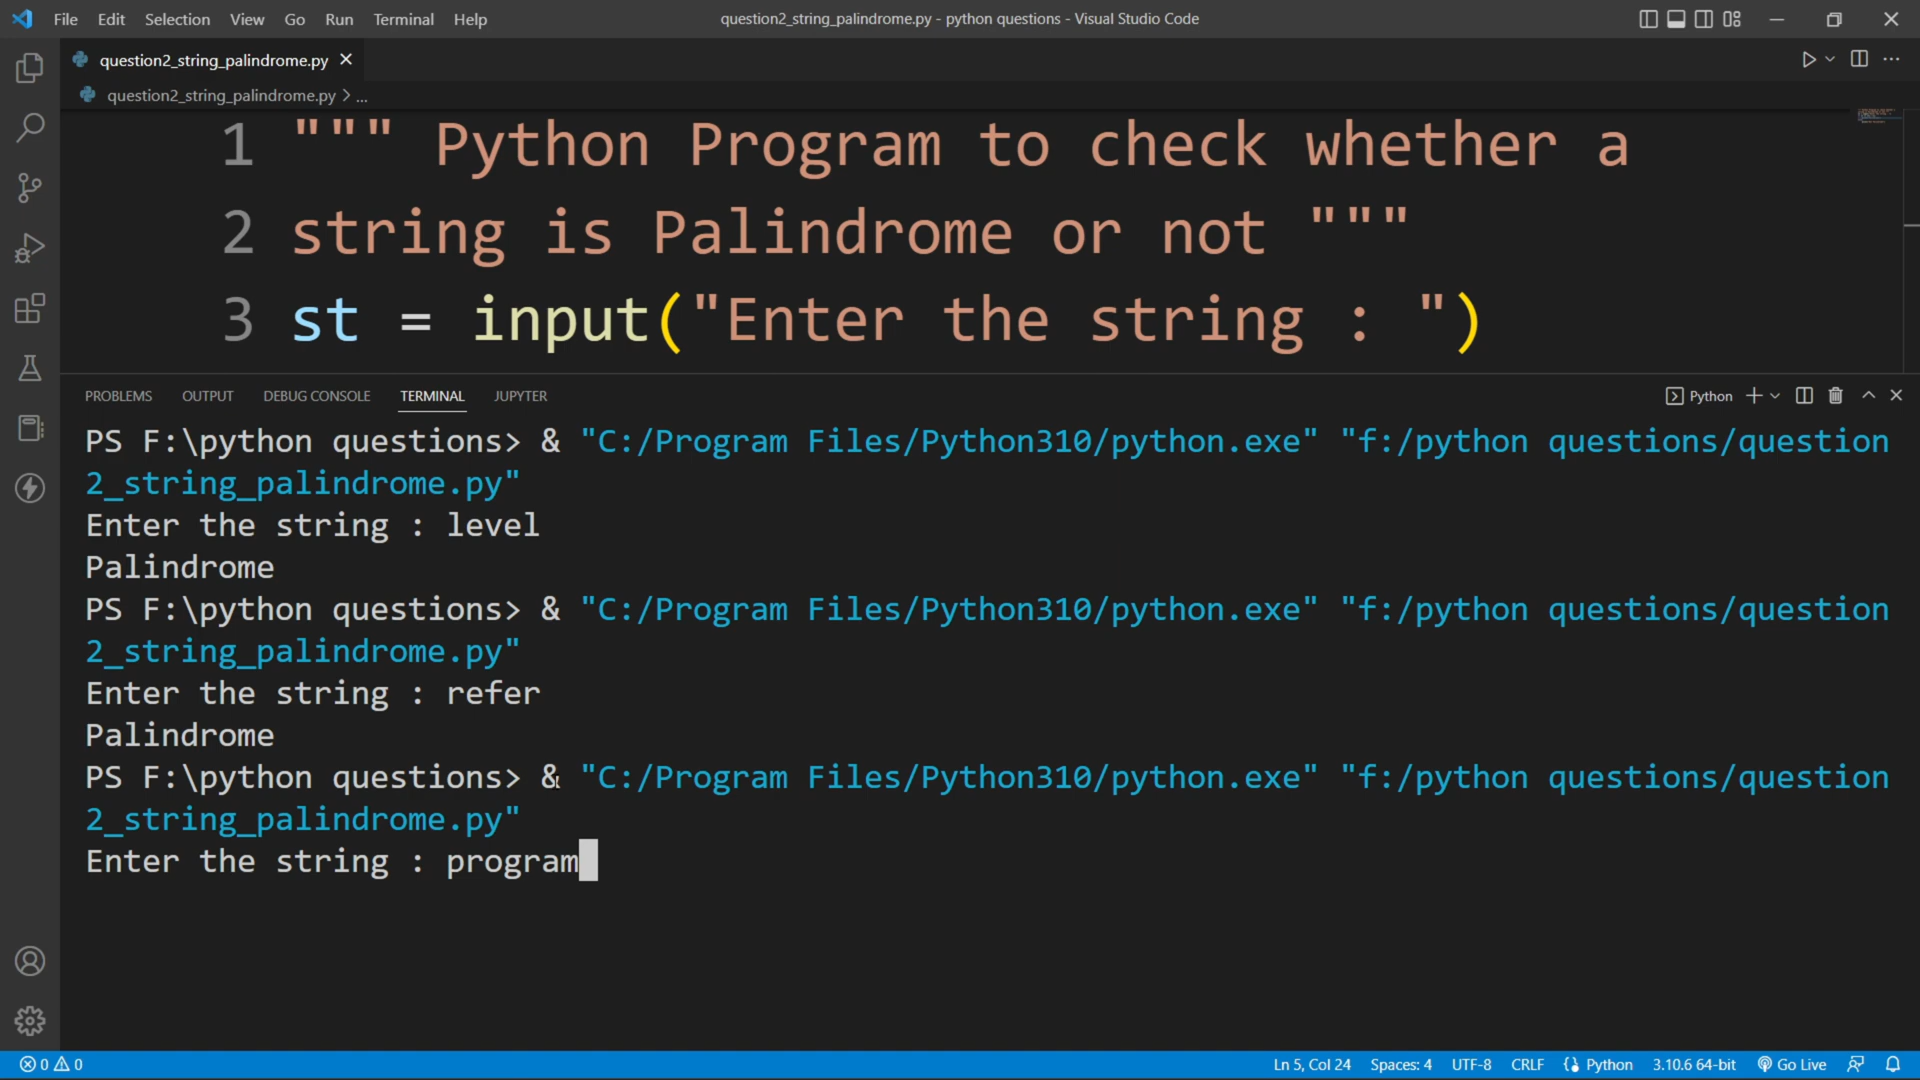 File Edit Selection View Go Run Terminal Help question2_string_palindrome.py - python questions - Visual Studio Code
question2_string_palindrome.py
question2_string_palindrome.py > ...
1 """ Python Program to check whether a
2 string is Palindrome or not """
3 st = input("Enter the string : ")
PROBLEMS OUTPUT DEBUG CONSOLE TERMINAL JUPYTER Python
PS F:\python questions> & "C:/Program Files/Python310/python.exe" "f:/python questions/question
2_string_palindrome.py"
Enter the string : level
Palindrome
PS F:\python questions> & "C:/Program Files/Python310/python.exe" "f:/python questions/question
2_string_palindrome.py"
Enter the string : refer
Palindrome
PS F:\python questions> & "C:/Program Files/Python310/python.exe" "f:/python questions/question
2_string_palindrome.py"
Enter the string : program
0 0 Ln 5, Col 24 Spaces: 4 UTF-8 CRLF Python 3.10.6 64-bit Go Live